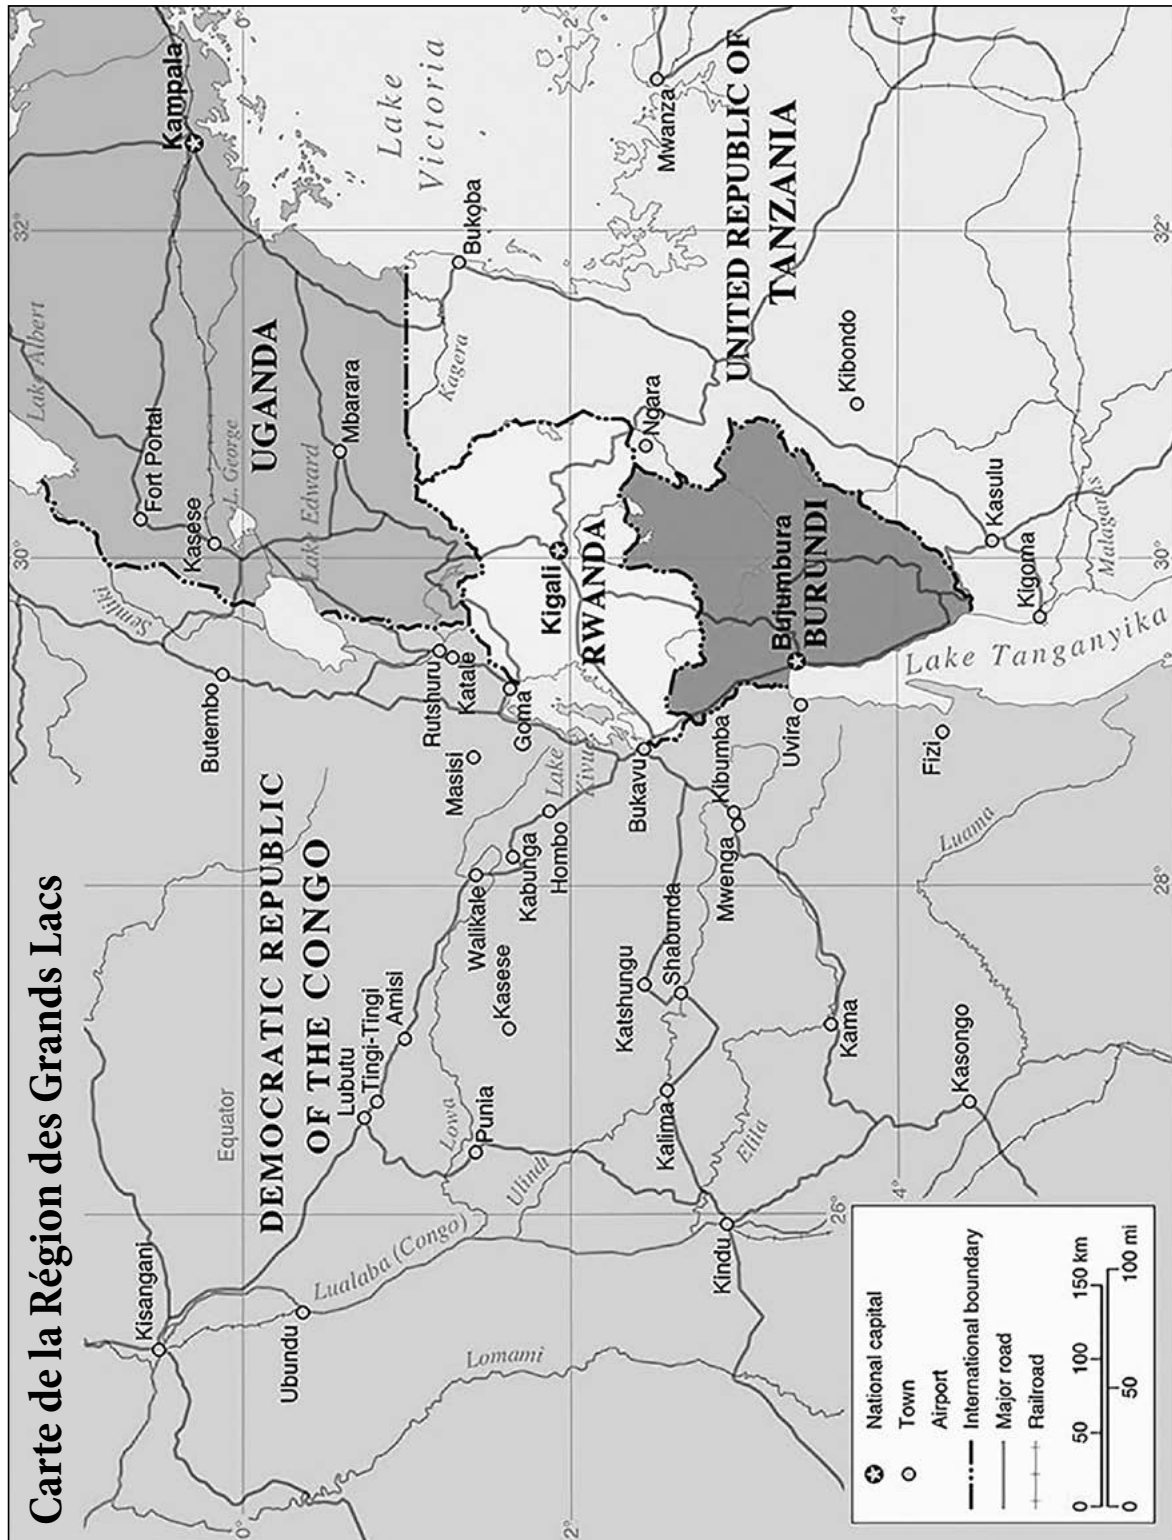 Carte de la Région des Grands Lacs
Kisangani
Ubundu
Lualaba (Congo)
Lomami
Equator
DEMOCRATIC REPUBLIC
OF THE CONGO
Lubutu
Tingi-Tingi
Amisi
Lowa
Punia
Ulindi
Kasese
Walikale
Kabunga
Hombo
Masisi
Butembo
Semliki
Rutshuru
Katale
Goma
Lake
Kivu
Bukavu
Kibumba
Mwenga
Katshungu
Shabunda
Kalima
Elila
Kindu
Kama
Kasongo
Luama
Uvira
Fizi
Lake Albert
Fort Portal
Kasese
L. George
UGANDA
Lake Edward
Mbarara
Kampala
Lake
Victoria
Bukoba
Kagera
Kigali
RWANDA
Ngara
Mwanza
UNITED REPUBLIC OF
TANZANIA
Bujumbura
BURUNDI
Kibondo
Kasulu
Kigoma
Malagarasi
Lake Tanganyika
0°
2°
4°
32°
30°
0°
2°
4°
32°
30°
28°
26°
National capital
Town
Airport
International boundary
Major road
Railroad
0 50 100 150 km
0 50 100 mi